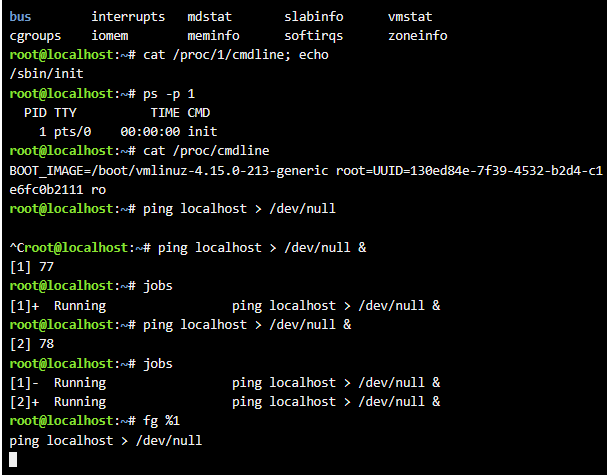 bus        interrupts   mdstat       slabinfo      vmstat
cgroups    iomem        meminfo      softirqs      zoneinfo
root@localhost:~# cat /proc/1/cmdline; echo
/sbin/init
root@localhost:~# ps -p 1
  PID TTY          TIME CMD
    1 pts/0    00:00:00 init
root@localhost:~# cat /proc/cmdline
BOOT_IMAGE=/boot/vmlinuz-4.15.0-213-generic root=UUID=130ed84e-7f39-4532-b2d4-c1
e6fc0b2111 ro
root@localhost:~# ping localhost > /dev/null
^Croot@localhost:~# ping localhost > /dev/null &
[1] 77
root@localhost:~# jobs
[1]+  Running                 ping localhost > /dev/null &
root@localhost:~# ping localhost > /dev/null &
[2] 78
root@localhost:~# jobs
[1]-  Running                 ping localhost > /dev/null &
[2]+  Running                 ping localhost > /dev/null &
root@localhost:~# fg %1
ping localhost > /dev/null